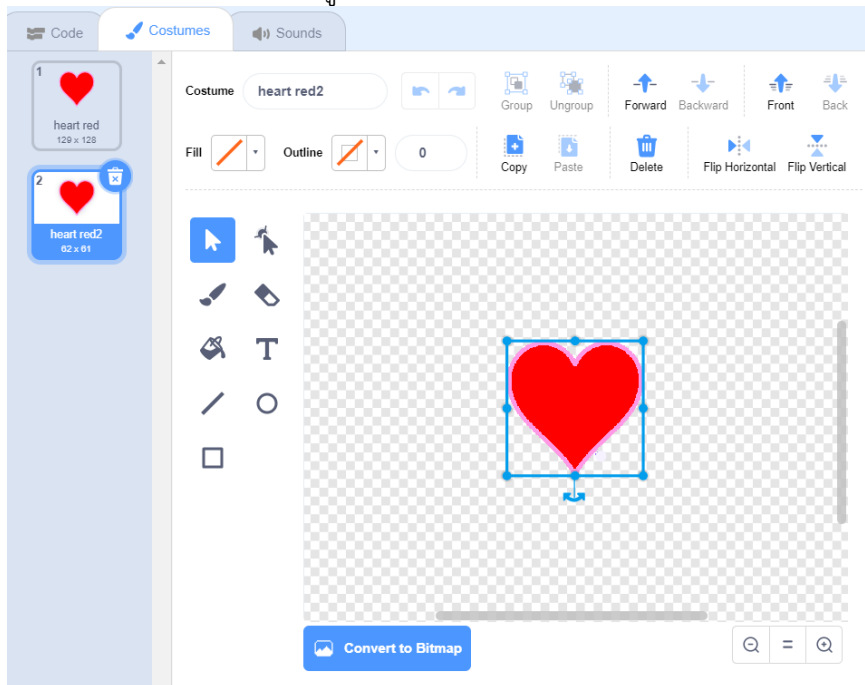 Code
Costumes
Sounds
1
heart red
129 x 128
2
heart red2
62 x 61
Costume
heart red2
Group
Ungroup
Forward
Backward
Front
Back
Fill
Outline
0
Copy
Paste
Delete
Flip Horizontal
Flip Vertical
T
Convert to Bitmap
=